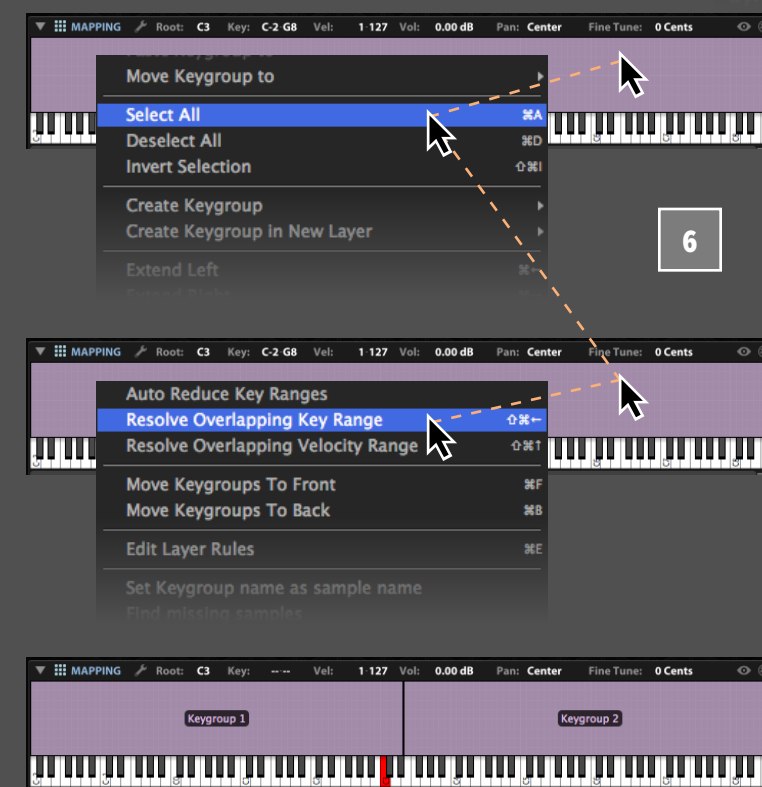 MAPPING Root: C3 Key: C-2-G8 Vel: 1-127 Vol: 0.00 dB Pan: Center Fine Tune: 0 Cents
Move Keygroup to
Select All ⌘A
Deselect All ⌘D
Invert Selection ⇧⌘I
Create Keygroup
Create Keygroup in New Layer
Extend Left ⌘←
Extend Right
6
MAPPING Root: C3 Key: C-2-G8 Vel: 1-127 Vol: 0.00 dB Pan: Center Fine Tune: 0 Cents
Auto Reduce Key Ranges
Resolve Overlapping Key Range ⇧⌘←
Resolve Overlapping Velocity Range ⇧⌘↑
Move Keygroups To Front ⌘F
Move Keygroups To Back ⌘B
Edit Layer Rules ⌘E
Set Keygroup name as sample name
Find missing samples
MAPPING Root: C3 Key: -- -- Vel: 1-127 Vol: 0.00 dB Pan: Center Fine Tune: 0 Cents
Keygroup 1
Keygroup 2